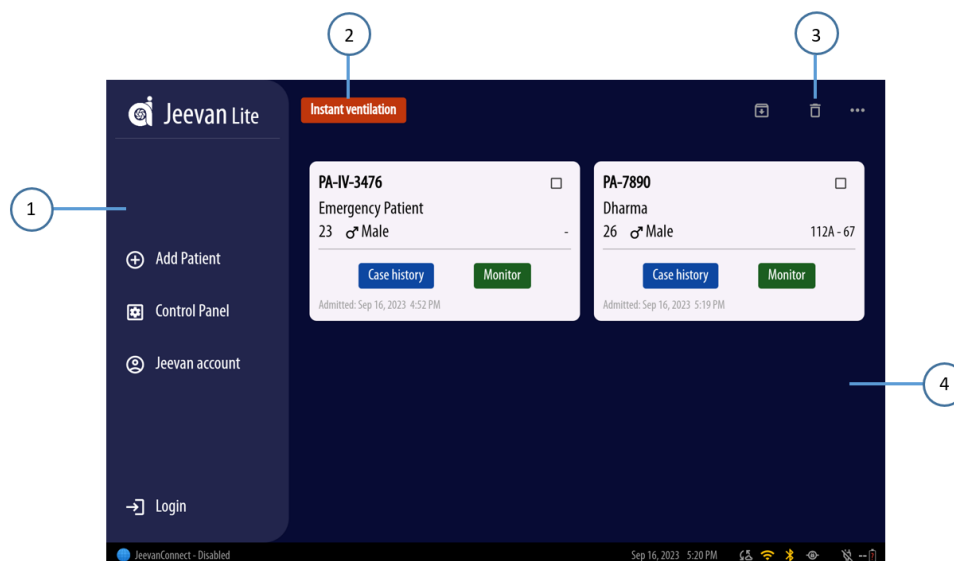 2
3
Jeevan Lite
Instant ventilation
PA-IV-3476
Emergency Patient
23 Male -
Case history Monitor
Admitted: Sep 16, 2023 4:52 PM
PA-7890
Dharma
26 Male 112A - 67
Case history Monitor
Admitted: Sep 16, 2023 5:19 PM
1
Add Patient
Control Panel
Jeevan account
4
Login
JeevanConnect - Disabled
Sep 16, 2023 5:20 PM --